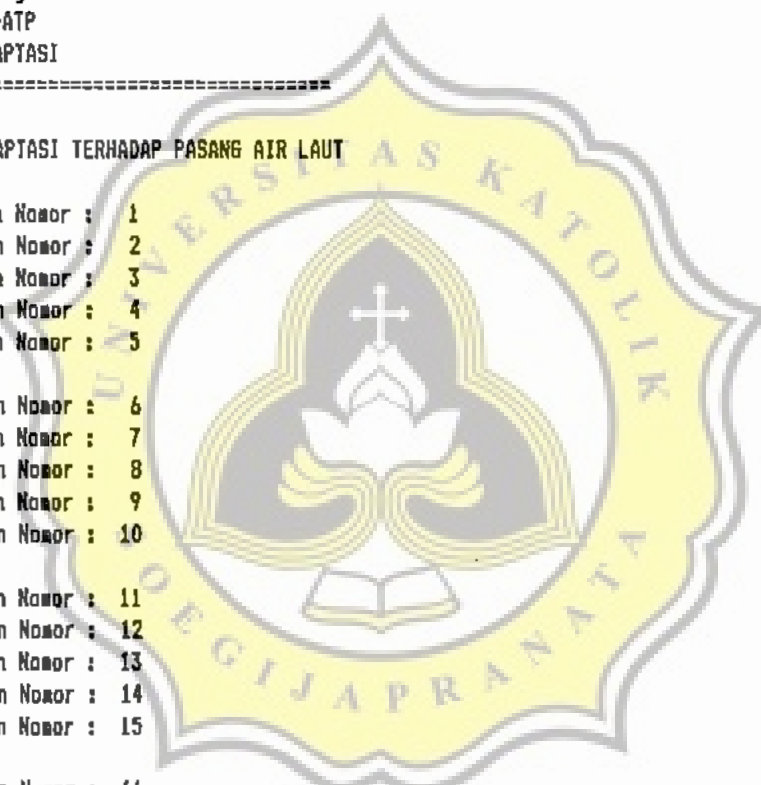 -ATP
APTASI
==============================
APTASI TERHADAP PASANG AIR LAUT
m Nomor : 1
m Nomor : 2
m Nomor : 3
m Nomor : 4
m Nomor : 5
m Nomor : 6
m Nomor : 7
m Nomor : 8
m Nomor : 9
m Nomor : 10
m Nomor : 11
m Nomor : 12
m Nomor : 13
m Nomor : 14
m Nomor : 15
UNIVERSITAS KATOLIK
SOEGIJAPRANATA